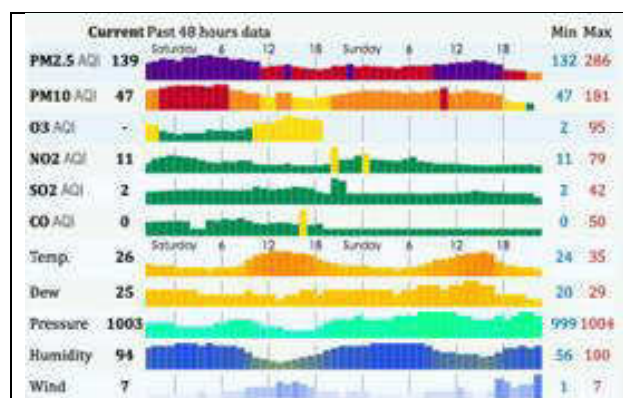 Current Past 48 hours data Min Max
Saturday 6 12 18 Sunday 6 12 18
PM2.5 AQI 139 132 286
PM10 AQI 47 47 181
O3 AQI - 2 95
NO2 AQI 11 11 79
SO2 AQI 2 2 42
CO AQI 0 0 50
Saturday 6 12 18 Sunday 6 12 18
Temp. 26 24 35
Dew 25 20 29
Pressure 1003 999 1004
Humidity 94 56 100
Wind 7 1 7